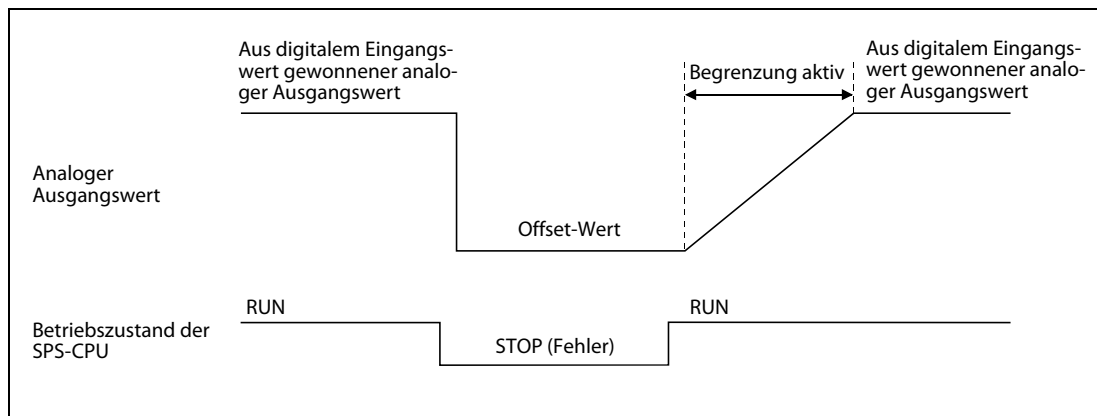 Aus digitalem Eingangs-
wert gewonnener analo-
ger Ausgangswert
Begrenzung aktiv
Aus digitalem Eingangs-
wert gewonnener analo-
ger Ausgangswert
Analoger
Ausgangswert
Offset-Wert
RUN
RUN
Betriebszustand der
SPS-CPU
STOP (Fehler)